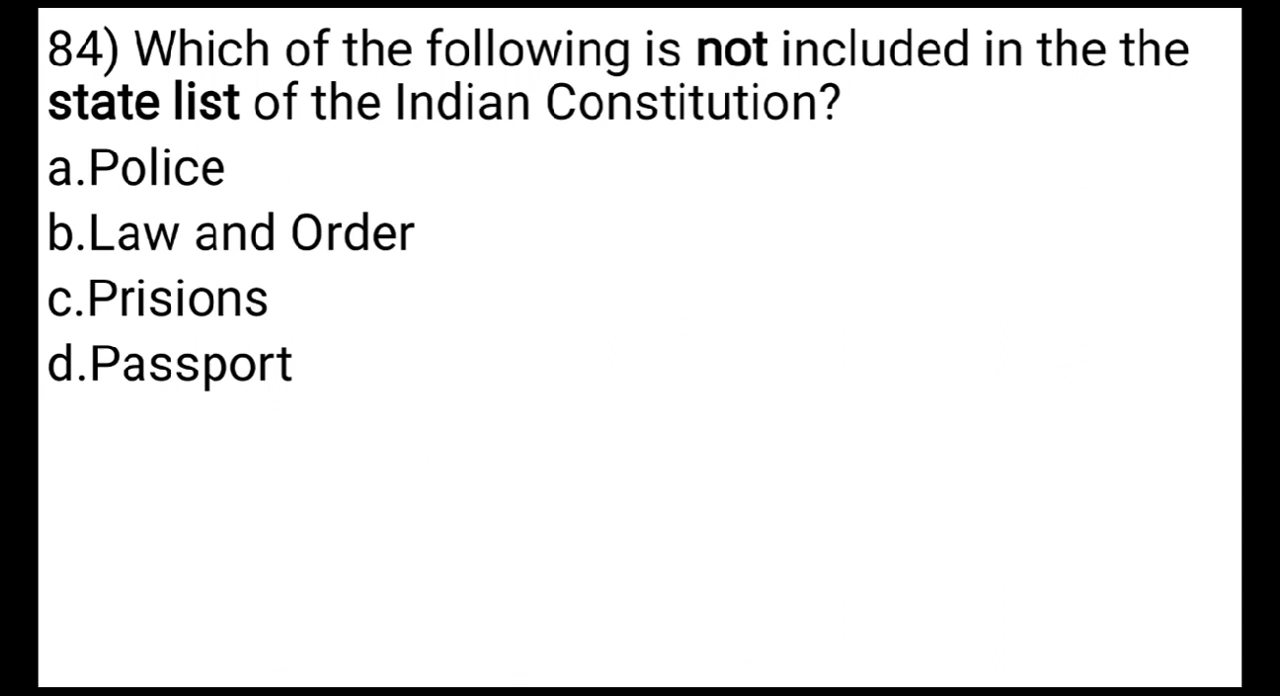 84) Which of the following is not included in the the
state list of the Indian Constitution?
a.Police
b.Law and Order
c.Prisions
d.Passport